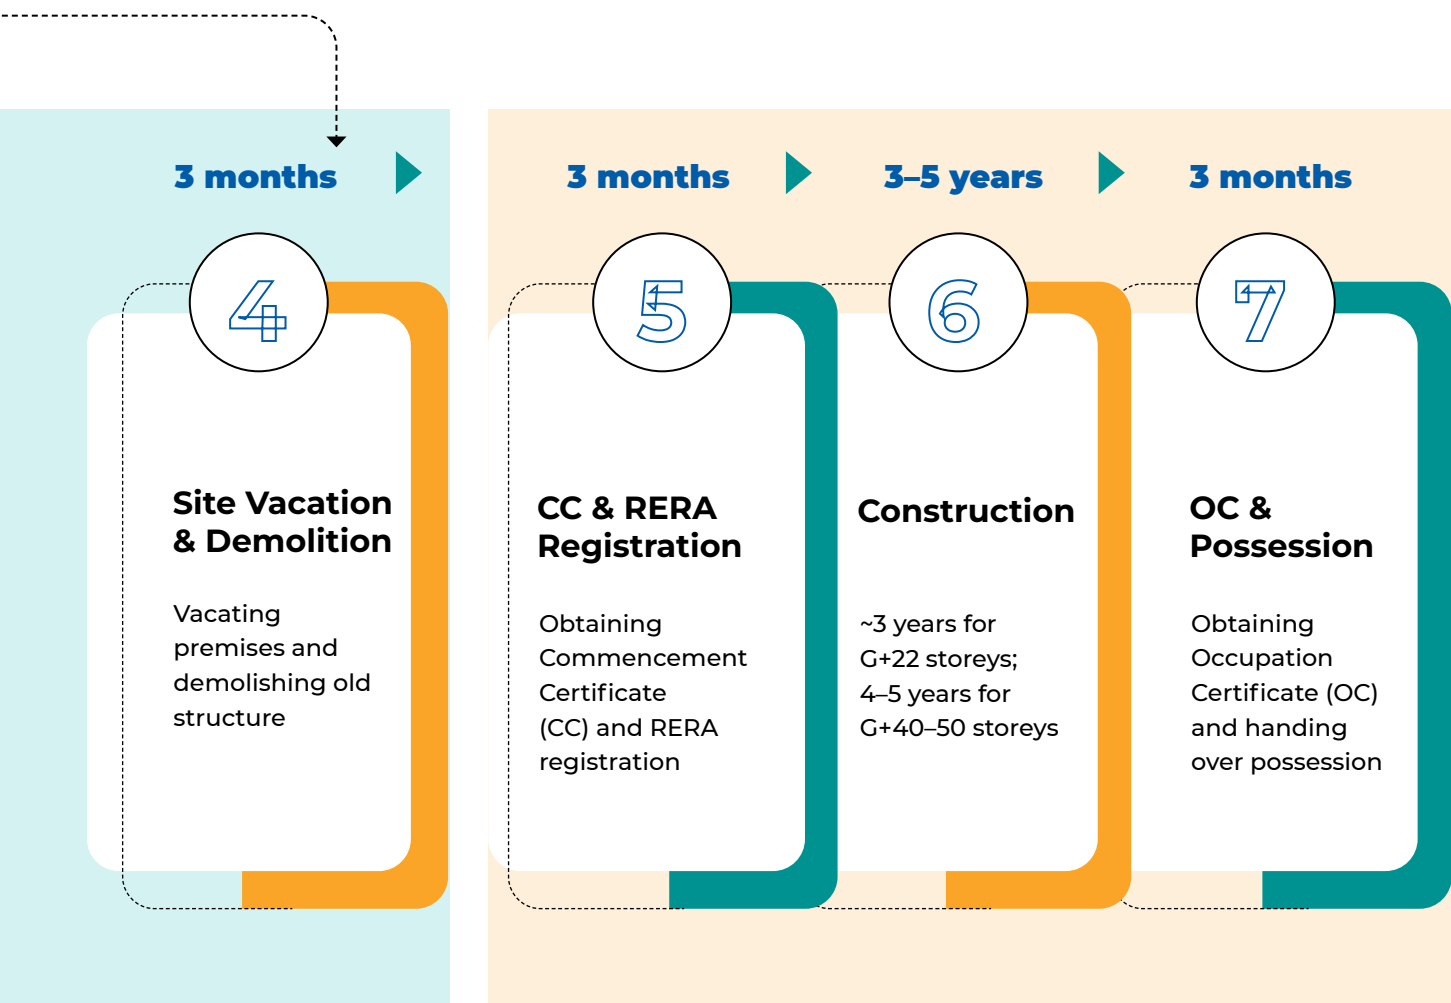 3 months
4
Site Vacation
& Demolition
Vacating
premises and
demolishing old
structure
3 months
5
CC & RERA
Registration
Obtaining
Commencement
Certificate
(CC) and RERA
registration
3–5 years
6
Construction
~3 years for
G+22 storeys;
4–5 years for
G+40–50 storeys
3 months
7
OC &
Possession
Obtaining
Occupation
Certificate (OC)
and handing
over possession